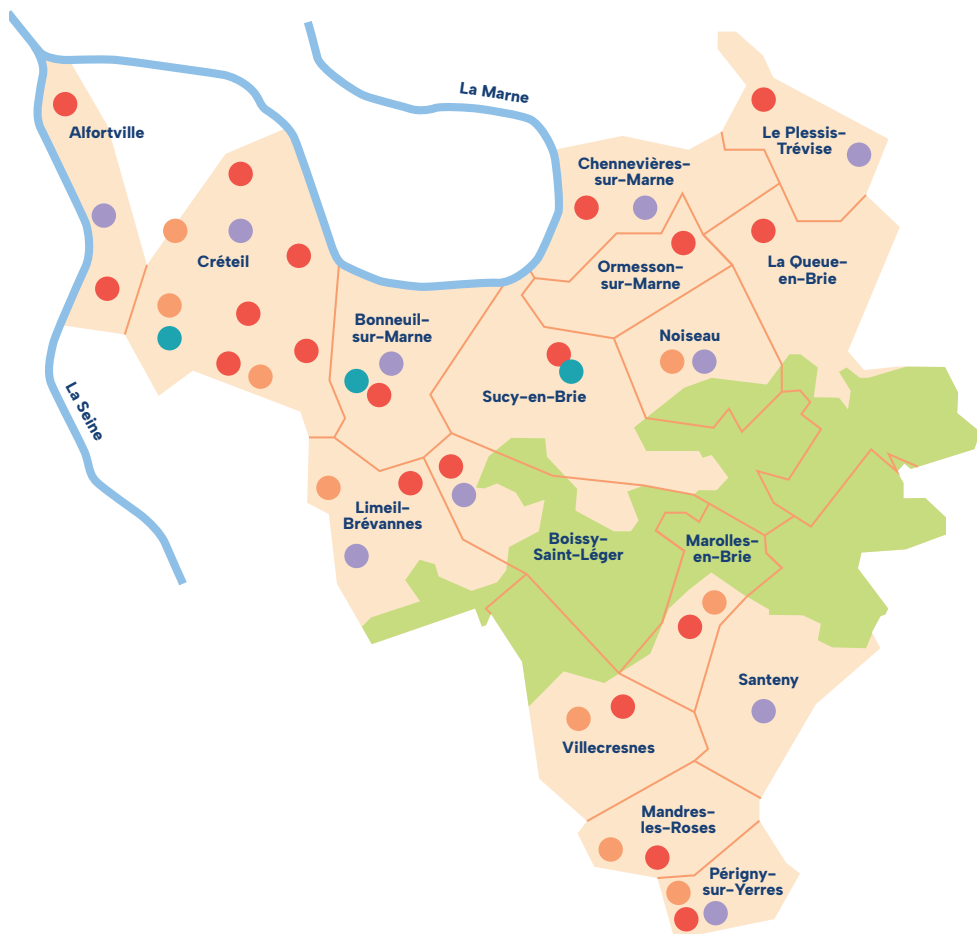 La Marne
Alfortville
Le Plessis-
Trévise
Chennevières-
sur-Marne
Créteil
Ormesson-
sur-Marne
La Queue-
en-Brie
Bonneuil-
sur-Marne
Noiseau
La Seine
Sucy-en-Brie
Limeil-
Brévannes
Boissy-
Saint-Léger
Marolles-
en-Brie
Santeny
Villecresnes
Mandres-
les-Roses
Périgny-
sur-Yerres